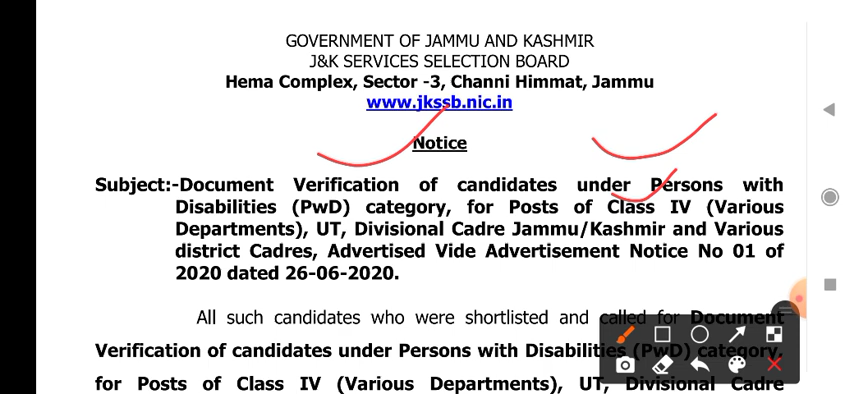 GOVERNMENT OF JAMMU AND KASHMIR
J&K SERVICES SELECTION BOARD
Hema Complex, Sector -3, Channi Himmat, Jammu
www.jkssb.nic.in
Notice
Subject:-Document Verification of candidates under Persons with
Disabilities (PwD) category, for Posts of Class IV (Various
Departments), UT, Divisional Cadre Jammu/Kashmir and Various
district Cadres, Advertised Vide Advertisement Notice No 01 of
2020 dated 26-06-2020.
All such candidates who were shortlisted and called for Document
Verification of candidates under Persons with Disabilities (PwD) category,
for Posts of Class IV (Various Departments), UT, Divisional Cadre